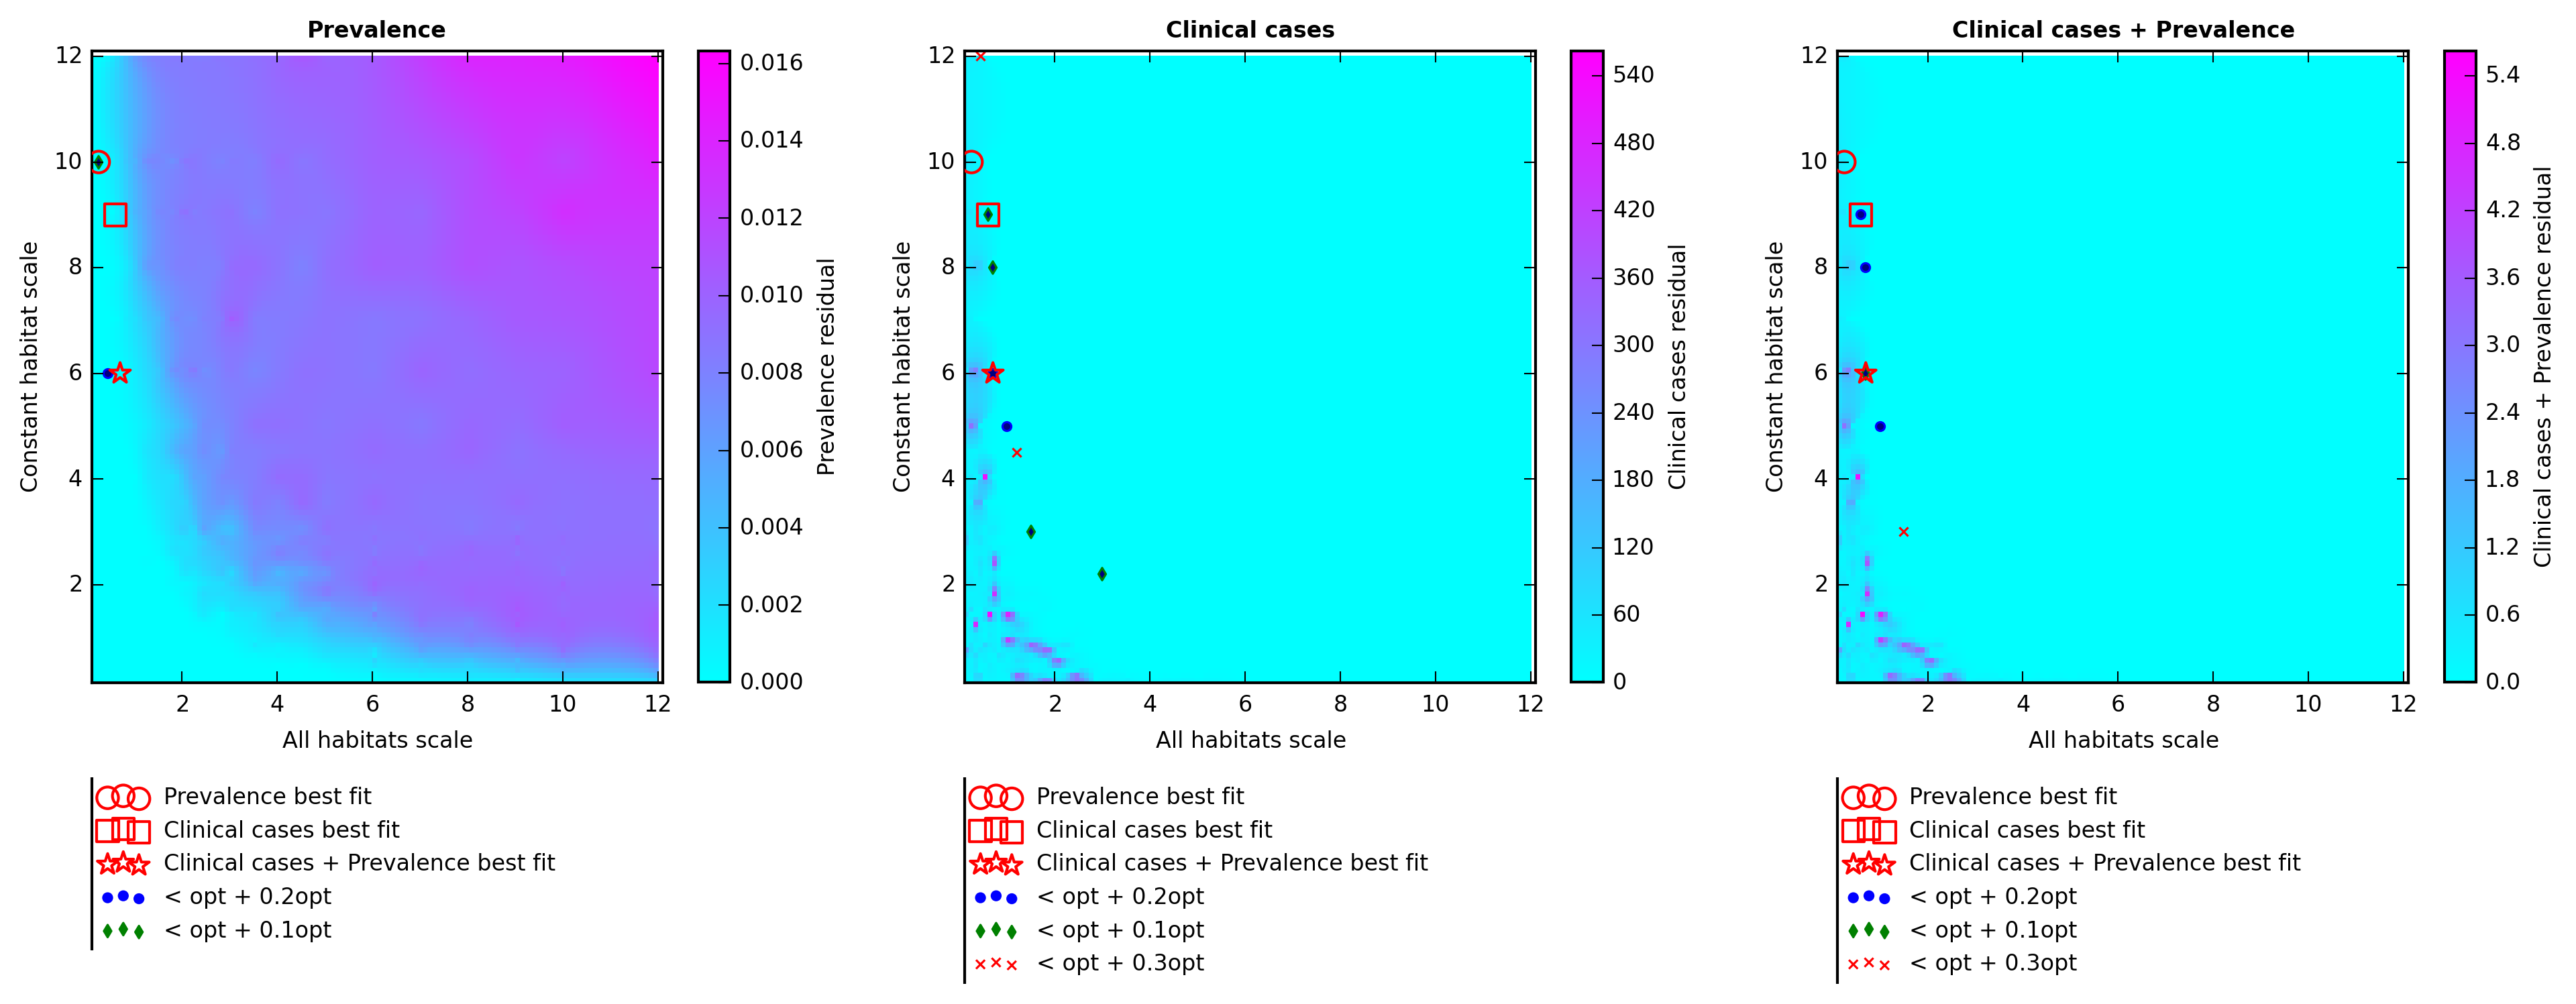 Prevalence
12
10
8
6
4
2
Constant habitat scale
2 4 6 8 10 12
All habitats scale
0.016
0.014
0.012
0.010
0.008
0.006
0.004
0.002
0.000
Prevalence residual
Prevalence best fit
Clinical cases best fit
Clinical cases + Prevalence best fit
< opt + 0.2opt
< opt + 0.1opt
Clinical cases
12
10
8
6
4
2
Constant habitat scale
2 4 6 8 10 12
All habitats scale
540
480
420
360
300
240
180
120
60
0
Clinical cases residual
Prevalence best fit
Clinical cases best fit
Clinical cases + Prevalence best fit
< opt + 0.2opt
< opt + 0.1opt
< opt + 0.3opt
Clinical cases + Prevalence
12
10
8
6
4
2
Constant habitat scale
2 4 6 8 10 12
All habitats scale
5.4
4.8
4.2
3.6
3.0
2.4
1.8
1.2
0.6
0.0
Clinical cases + Prevalence residual
Prevalence best fit
Clinical cases best fit
Clinical cases + Prevalence best fit
< opt + 0.2opt
< opt + 0.1opt
< opt + 0.3opt